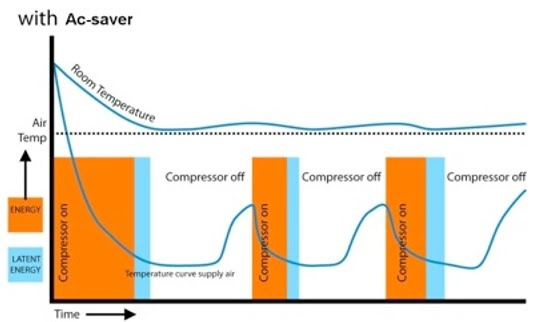 with Ac-saver
Room Temperature
Air
Temp
Compressor off
Compressor off
Compressor off
ENERGY
LATENT
ENERGY
Compressor on
Compressor on
Compressor on
Temperature curve supply air
Time